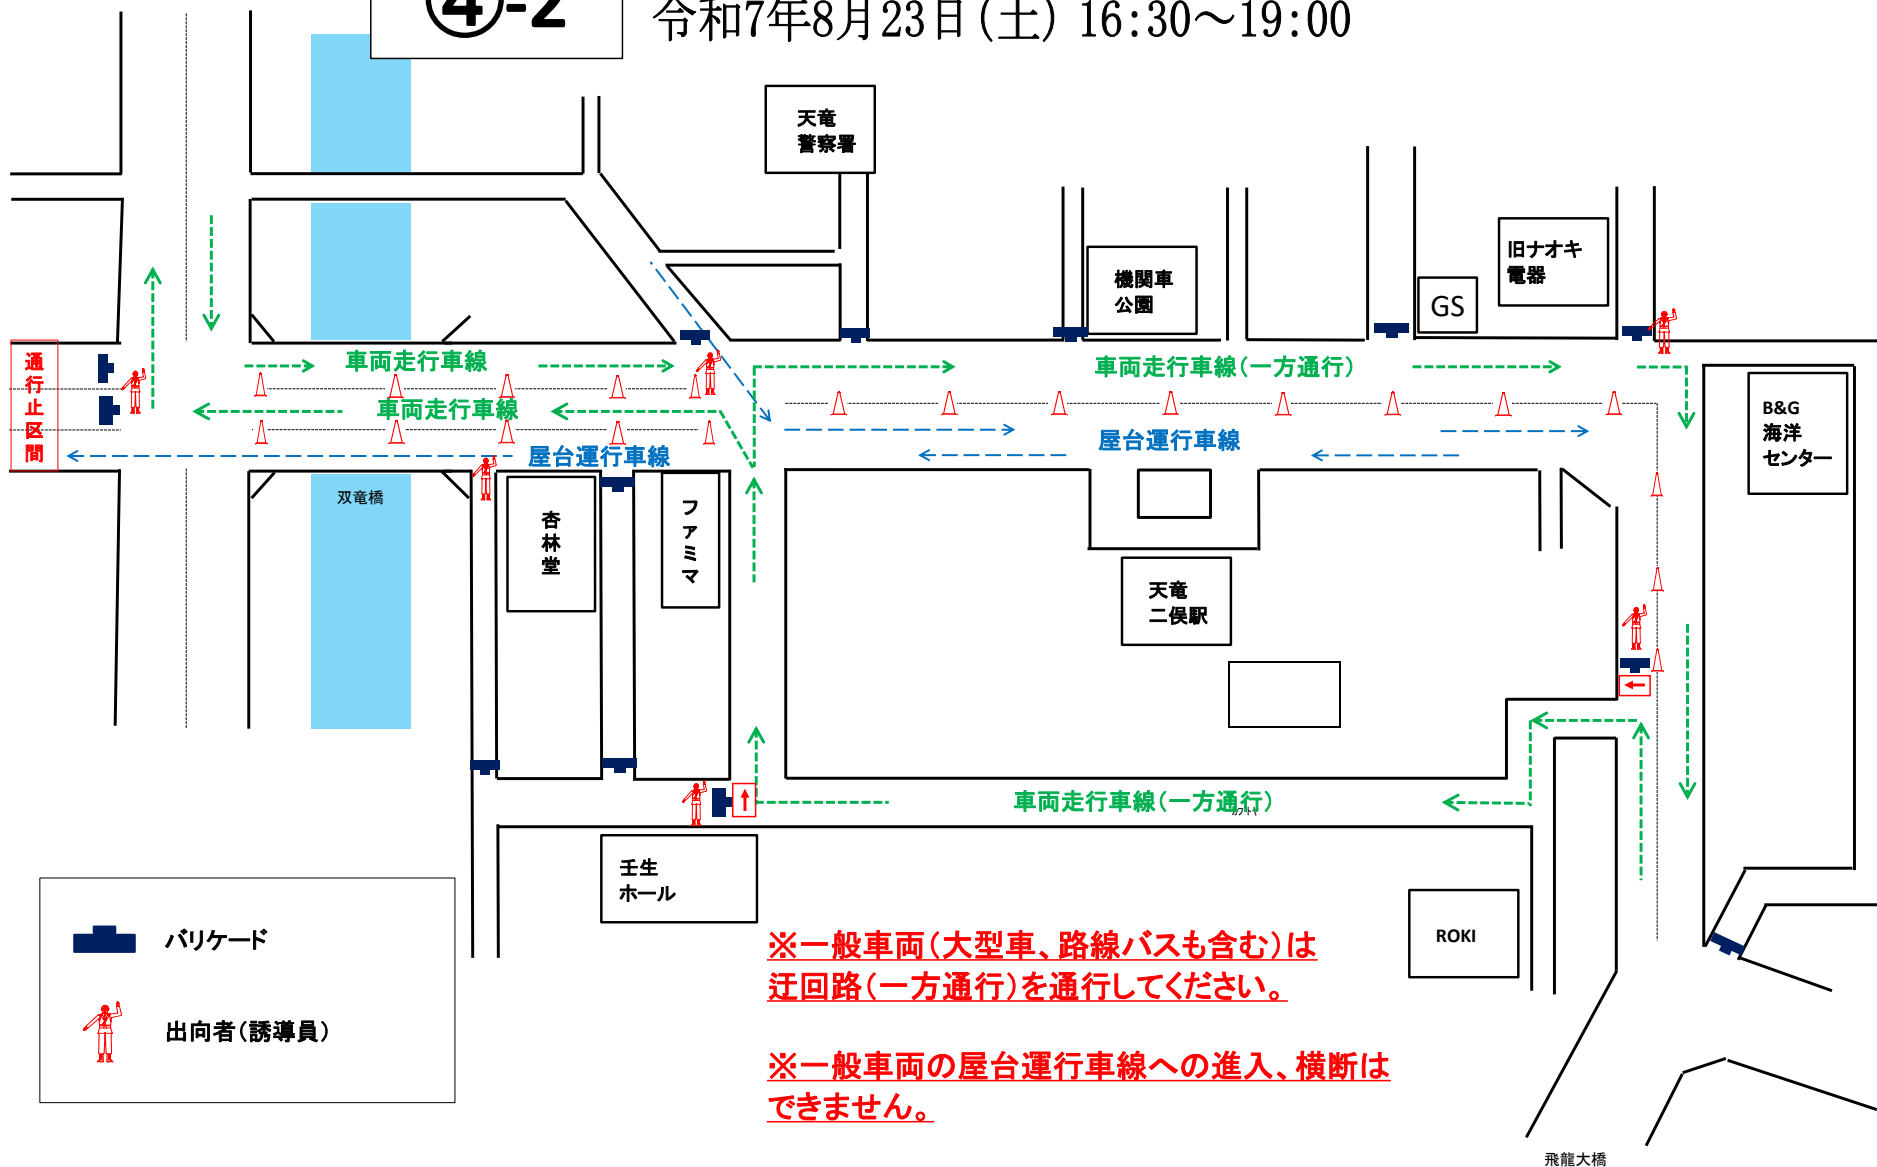 ④-2
令和7年8月23日(土) 16:30～19:00
天竜
警察署
機関車
公園
GS
旧ナオキ
電器
通行止区間
車両走行車線
車両走行車線
屋台運行車線
車両走行車線(一方通行)
屋台運行車線
B&G
海洋
センター
双竜橋
杏林堂
ファミマ
天竜
二俣駅
車両走行車線(一方通行)
壬生
ホール
ROKI
バリケード
出向者(誘導員)
※一般車両(大型車、路線バスも含む)は
迂回路(一方通行)を通行してください。
※一般車両の屋台運行車線への進入、横断は
できません。
飛龍大橋